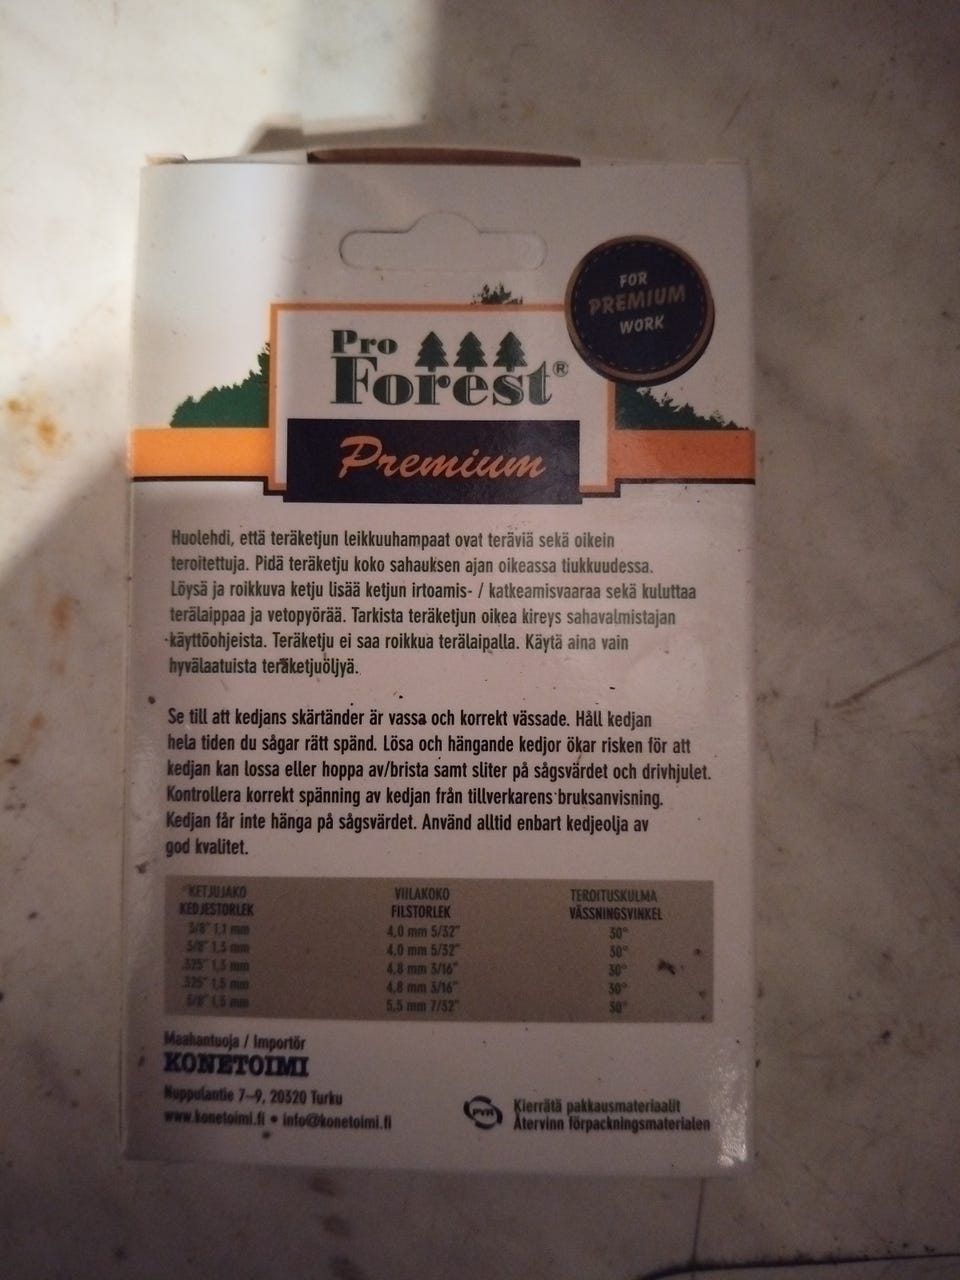 FOR
PREMIUM
WORK
Pro
Forest®
Premium
Huolehdi, että teräketjun leikkuuhampaat ovat teräviä sekä oikein
teroitettuja. Pidä teräketju koko sahauksen ajan oikeassa tiukkuudessa.
Löysä ja roikkuva ketju lisää ketjun irtoamis- / katkeamisvaaraa sekä kuluttaa
terälaippaa ja vetopyörää. Tarkista teräketjun oikea kireys sahavalmistajan
käyttöohjeista. Teräketju ei saa roikkua terälaipalla. Käytä aina vain
hyvälaatuista teräketjuöljyä.
Se till att kedjans skärtänder är vassa och korrekt vässade. Håll kedjan
hela tiden du sågar rätt spänd. Lösa och hängande kedjor ökar risken för att
kedjan kan lossa eller hoppa av/brista samt sliter på sågsvärdet och drivhjulet.
Kontrollera korrekt spänning av kedjan från tillverkarens bruksanvisning.
Kedjan får inte hänga på sågsvärdet. Använd alltid enbart kedjeolja av
god kvalitet.
KETJUJAKO VIILAKOKO TEROITUSKULMA
KEDJESTORLEK FILSTORLEK VÄSSNINGSVINKEL
3/8" 1,1 mm 4,0 mm 5/32" 30°
3/8" 1,3 mm 4,0 mm 5/32" 30°
.325" 1,3 mm 4,8 mm 3/16" 30°
.325" 1,5 mm 4,8 mm 3/16" 30°
3/8" 1,5 mm 5,5 mm 7/32" 30°
Maahantuoja / Importör
KONETOIMI
Nuppulantie 7–9, 20320 Turku
www.konetoimi.fi • info@konetoimi.fi
PYR
Kierrätä pakkausmateriaalit
Återvinn förpackningsmaterialen